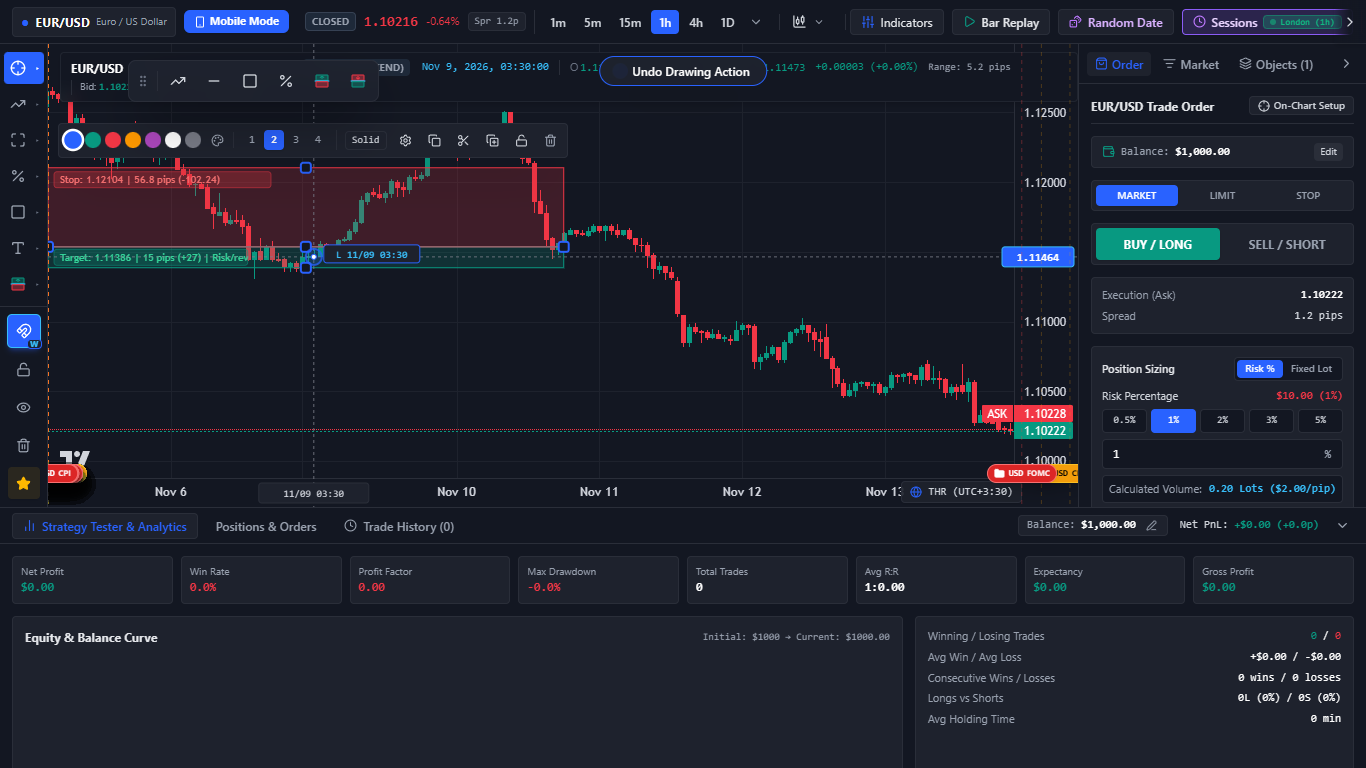 EUR/USD Euro / US Dollar Mobile Mode CLOSED 1.10216 -0.64% Spr 1.2p 1m 5m 15m 1h 4h 1D Indicators Bar Replay Random Date Sessions London (1h)
EUR/USD END) Nov 9, 2026, 03:30:00 Undo Drawing Action .11473 +0.00003 (+0.00%) Range: 5.2 pips
Bid: 1.102
1 2 3 4 Solid
Stop: 1.12104 | 56.8 pips (-102.24)
Target: 1.11386 | 15 pips (+27) | Risk/rew
L 11/09 03:30
1.12500
1.12000
1.11464
1.11000
1.10500
ASK 1.10228
1.10222
1.10000
D CPI
USD FOMC
Nov 6 11/09 03:30 Nov 10 Nov 11 Nov 12 Nov 13 THR (UTC+3:30)
W
Order Market Objects (1)
EUR/USD Trade Order On-Chart Setup
Balance: $1,000.00 Edit
MARKET LIMIT STOP
BUY / LONG SELL / SHORT
Execution (Ask) 1.10222
Spread 1.2 pips
Position Sizing Risk % Fixed Lot
Risk Percentage $10.00 (1%)
0.5% 1% 2% 3% 5%
1 %
Calculated Volume: 0.20 Lots ($2.00/pip)
Strategy Tester & Analytics Positions & Orders Trade History (0) Balance: $1,000.00 Net PnL: +$0.00 (+0.0p)
Net Profit Win Rate Profit Factor Max Drawdown Total Trades Avg R:R Expectancy Gross Profit
$0.00 0.0% 0.00 -0.0% 0 1:0.00 $0.00 $0.00
Equity & Balance Curve Initial: $1000 → Current: $1000.00
Winning / Losing Trades 0 / 0
Avg Win / Avg Loss +$0.00 / -$0.00
Consecutive Wins / Losses 0 wins / 0 losses
Longs vs Shorts 0L (0%) / 0S (0%)
Avg Holding Time 0 min